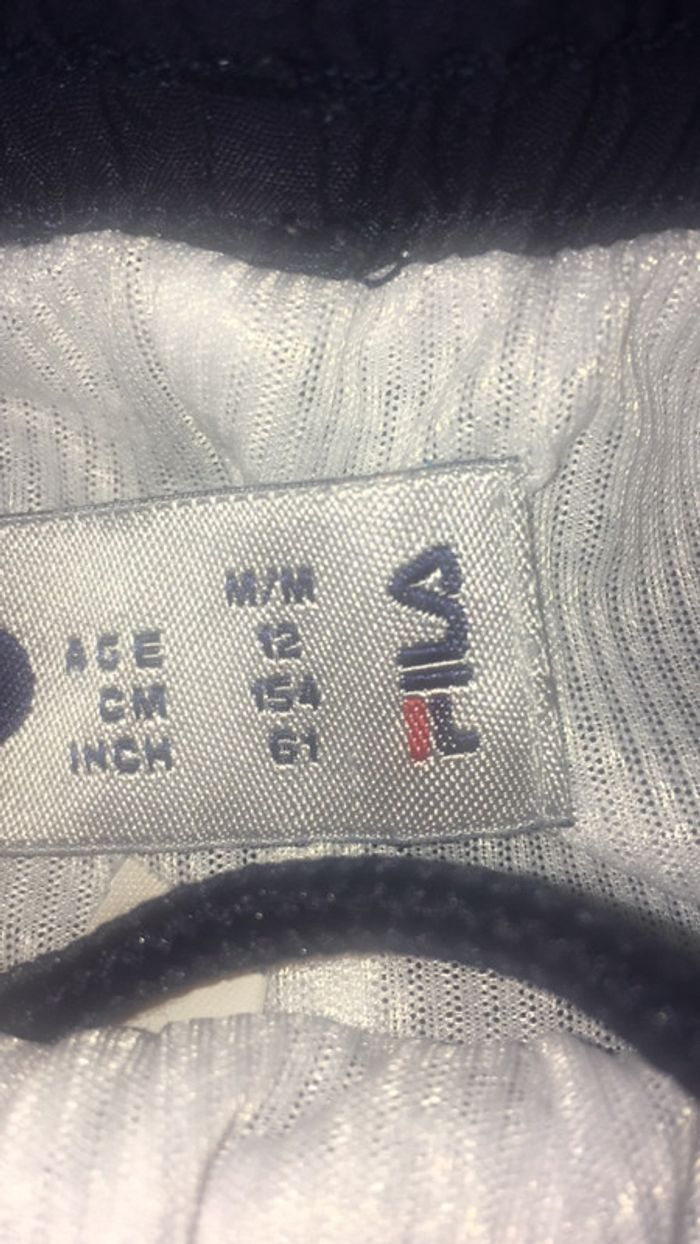 M/M
AGE 12
CM 154
INCH 61
FILA